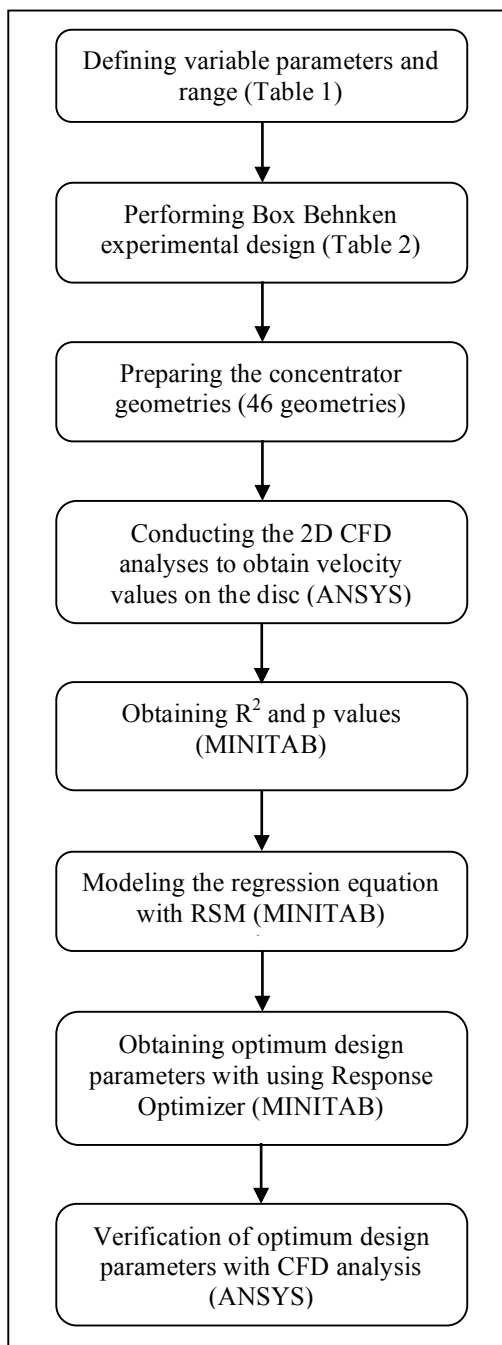 Defining variable parameters and
range (Table 1)
Performing Box Behnken
experimental design (Table 2)
Preparing the concentrator
geometries (46 geometries)
Conducting the 2D CFD
analyses to obtain velocity
values on the disc (ANSYS)
Obtaining R² and p values
(MINITAB)
Modeling the regression equation
with RSM (MINITAB)
Obtaining optimum design
parameters with using Response
Optimizer (MINITAB)
Verification of optimum design
parameters with CFD analysis
(ANSYS)